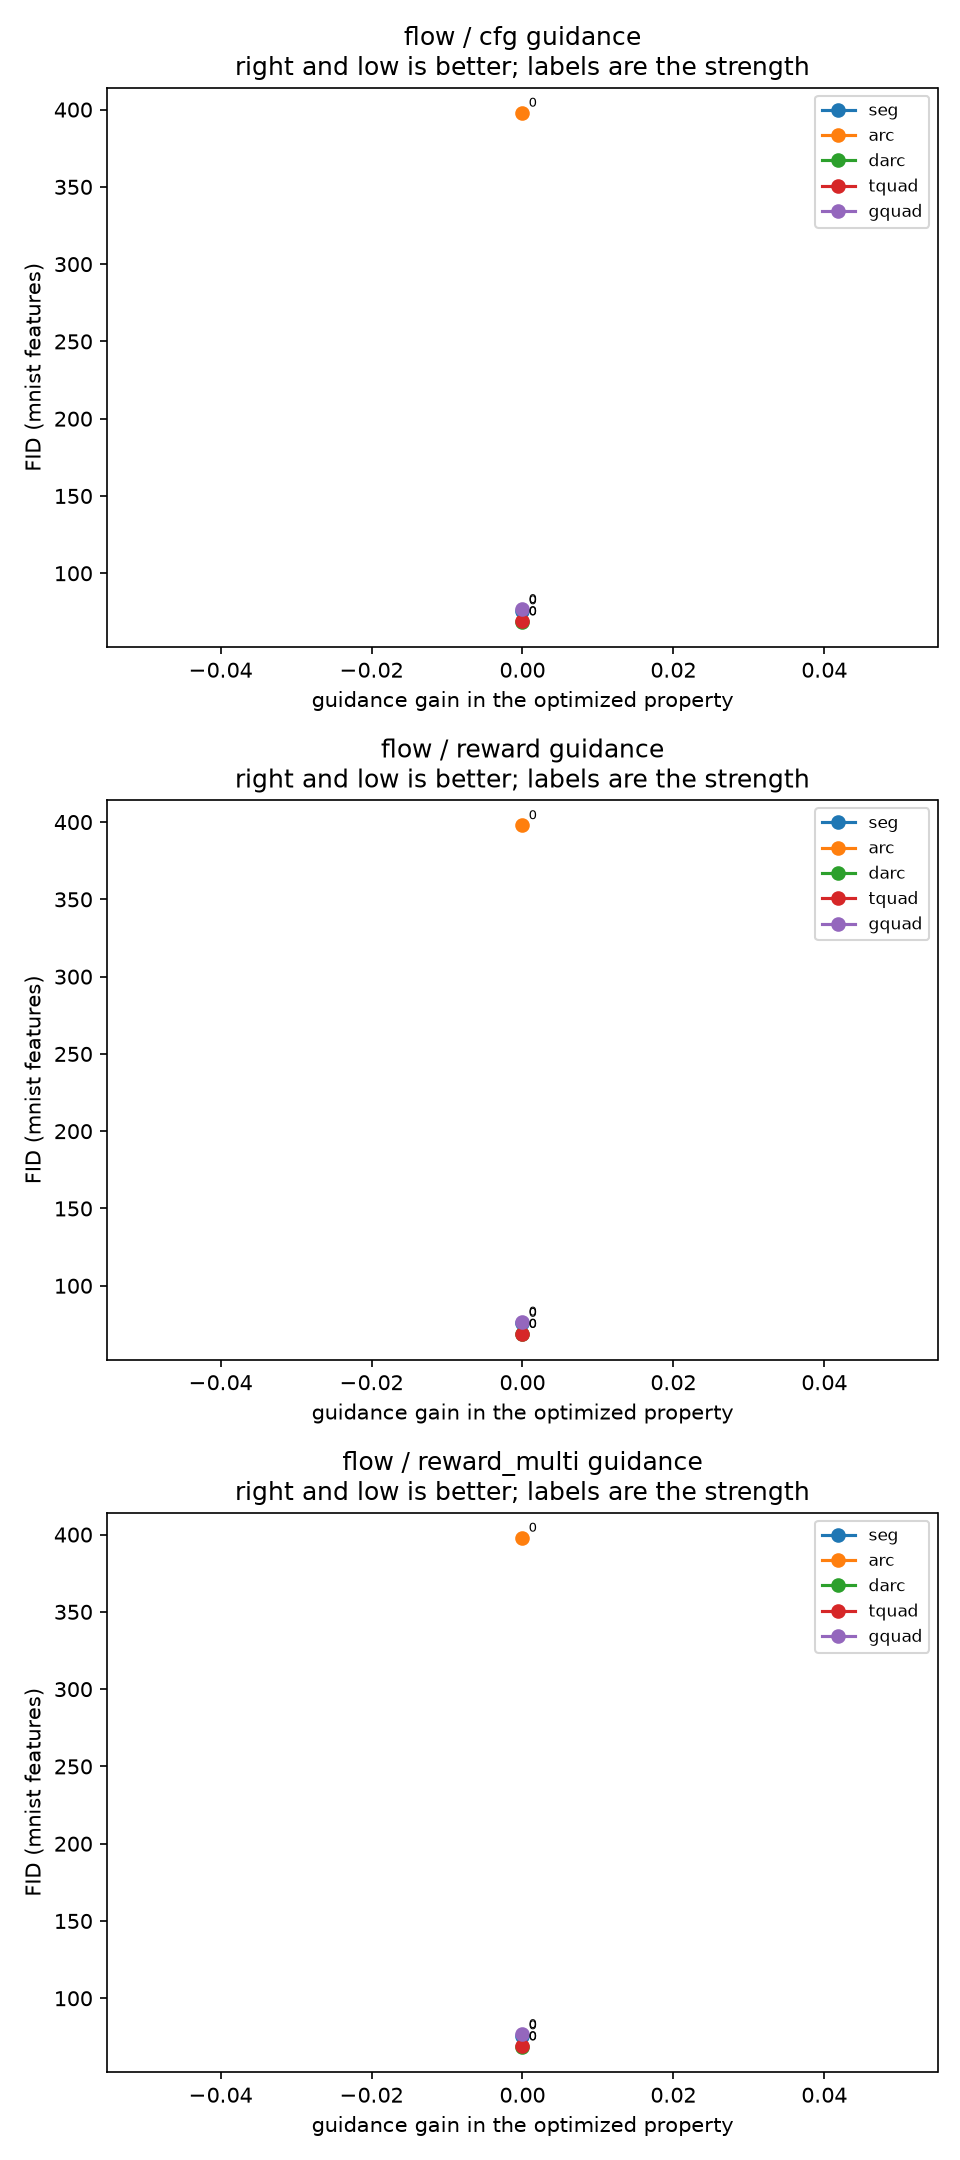 flow / cfg guidance
right and low is better; labels are the strength
400
350
300
250
200
150
100
FID (mnist features)
0
0
0
seg
arc
darc
tquad
gquad
−0.04
−0.02
0.00
0.02
0.04
guidance gain in the optimized property
flow / reward guidance
right and low is better; labels are the strength
400
350
300
250
200
150
100
FID (mnist features)
0
0
0
seg
arc
darc
tquad
gquad
−0.04
−0.02
0.00
0.02
0.04
guidance gain in the optimized property
flow / reward_multi guidance
right and low is better; labels are the strength
400
350
300
250
200
150
100
FID (mnist features)
0
0
0
seg
arc
darc
tquad
gquad
−0.04
−0.02
0.00
0.02
0.04
guidance gain in the optimized property